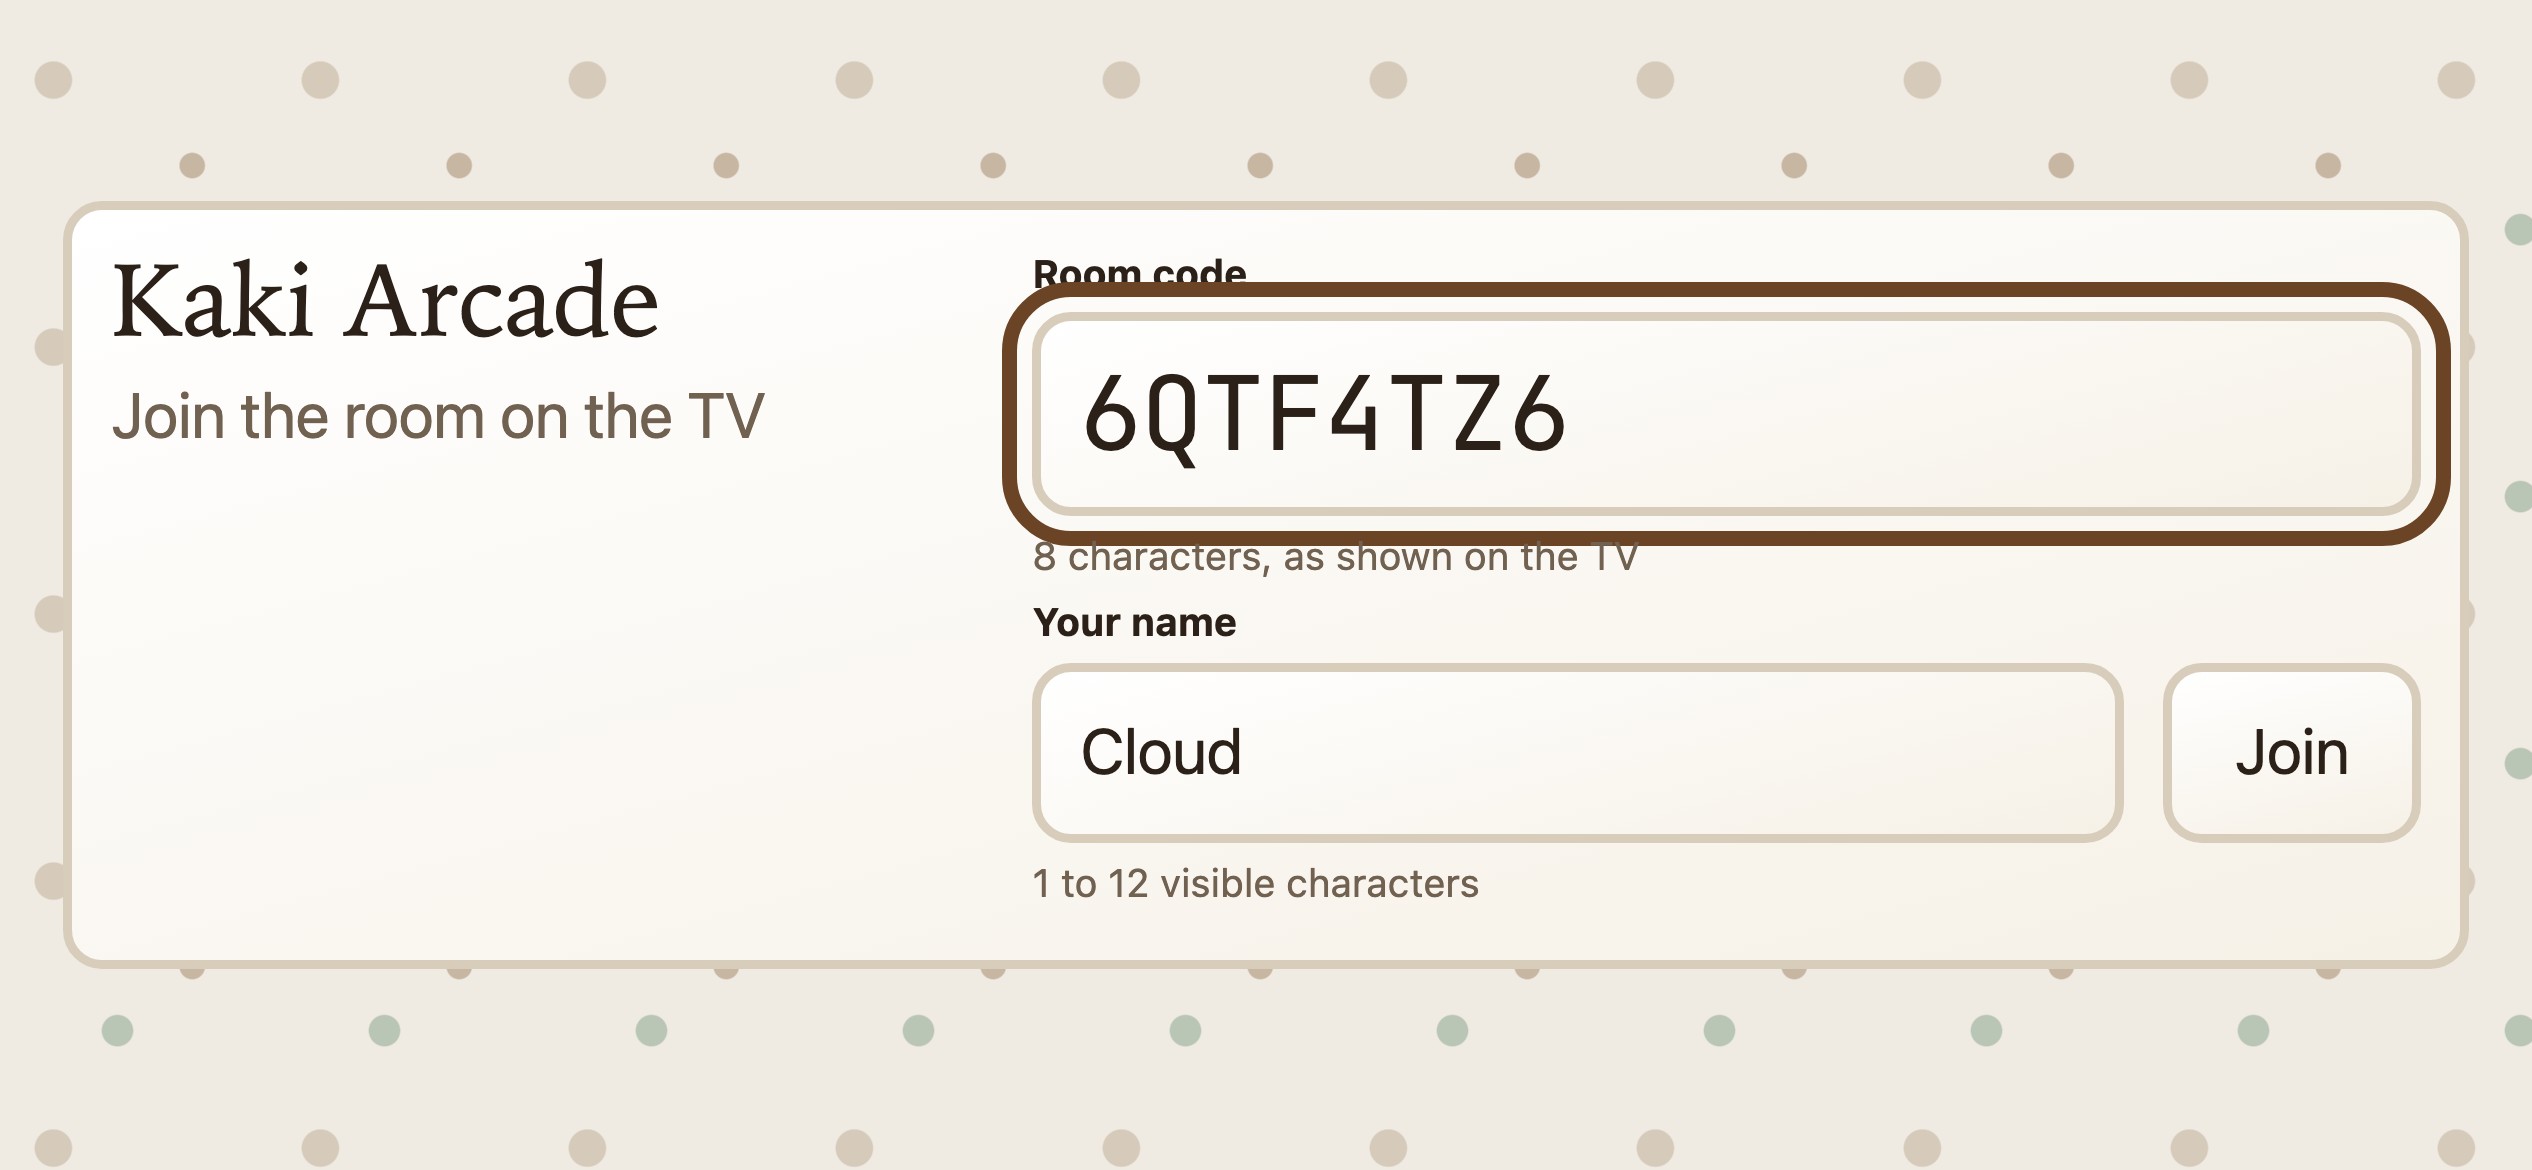 Kaki Arcade
Join the room on the TV
Room code
6QTF4TZ6
8 characters, as shown on the TV
Your name
Cloud
Join
1 to 12 visible characters